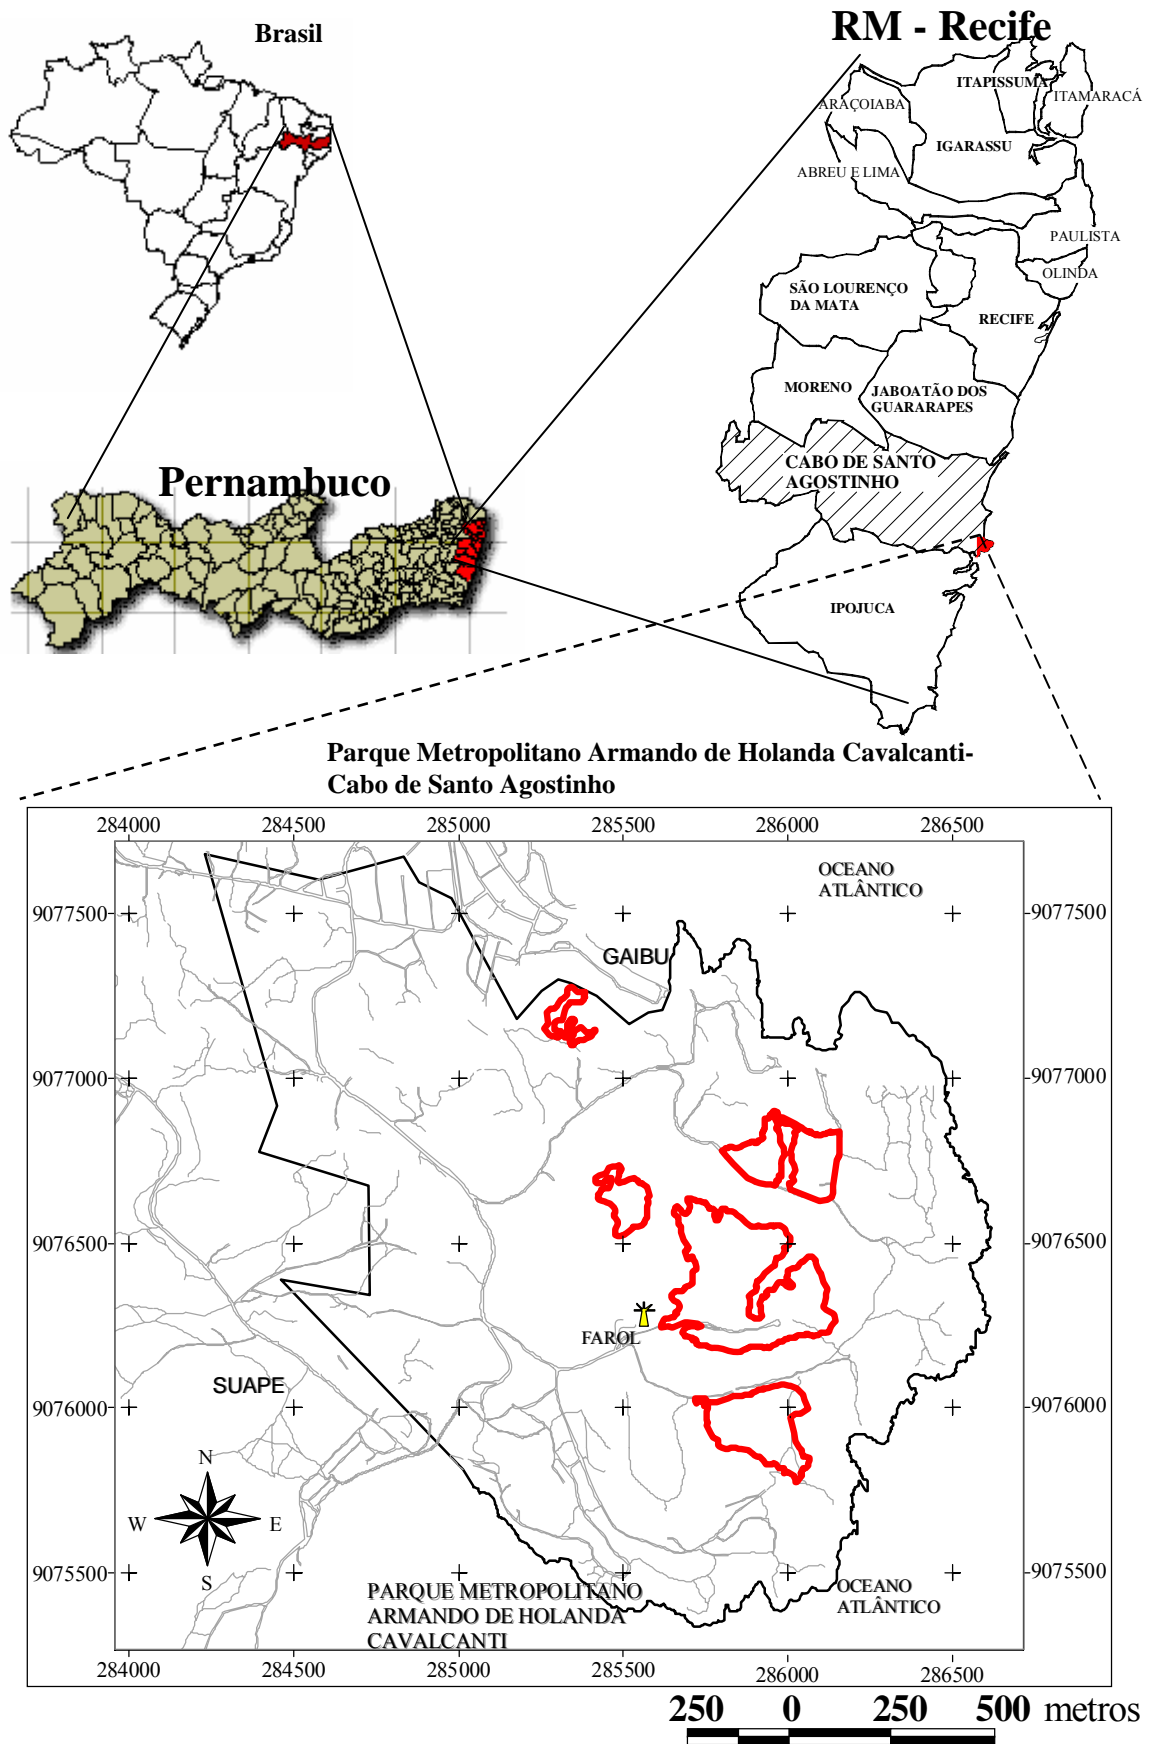 Brasil
RM - Recife
ITAPISSUMA
ITAMARACÁ
ARAÇOIABA
IGARASSU
ABREU E LIMA
PAULISTA
OLINDA
SÃO LOURENÇO
DA MATA
RECIFE
MORENO
JABOATÃO DOS
GUARARAPES
CABO DE SANTO
AGOSTINHO
IPOJUCA
Pernambuco
Parque Metropolitano Armando de Holanda Cavalcanti-
Cabo de Santo Agostinho
284000 284500 285000 285500 286000 286500
OCEANO
ATLÂNTICO
9077500 9077500
GAIBU
9077000 9077000
9076500 9076500
FAROL
SUAPE
9076000 9076000
N
W E
S
9075500 9075500
PARQUE METROPOLITANO
ARMANDO DE HOLANDA
CAVALCANTI
OCEANO
ATLÂNTICO
284000 284500 285000 285500 286000 286500
250 0 250 500 metros